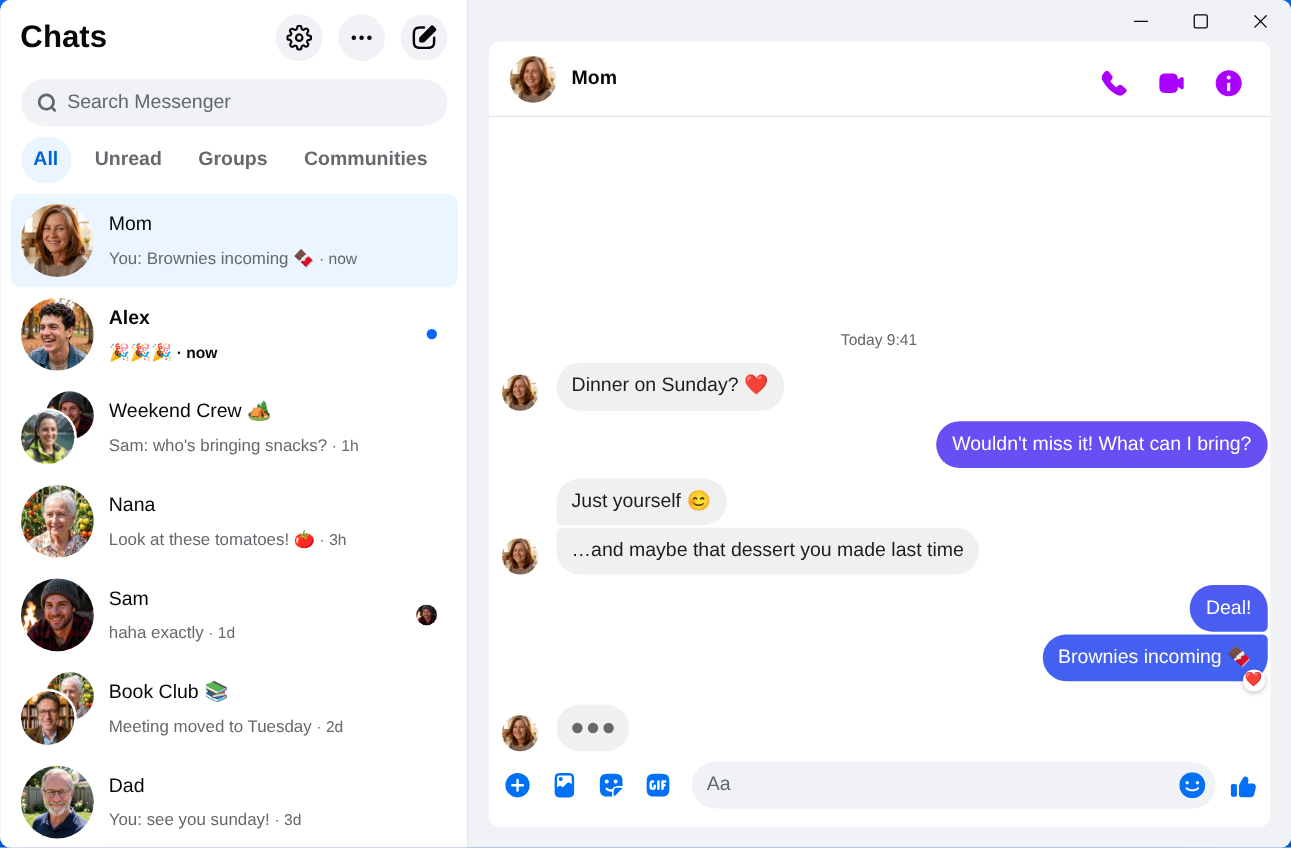 Chats
Search Messenger
All Unread Groups Communities
Mom
You: Brownies incoming 🍫 · now
Alex
🎉🎉🎉 · now
Weekend Crew 🏕️
Sam: who's bringing snacks? · 1h
Nana
Look at these tomatoes! 🍅 · 3h
Sam
haha exactly · 1d
Book Club 📚
Meeting moved to Tuesday · 2d
Dad
You: see you sunday! · 3d
Mom
Today 9:41
Dinner on Sunday? ❤️
Wouldn't miss it! What can I bring?
Just yourself 😊
…and maybe that dessert you made last time
Deal!
Brownies incoming 🍫
❤️
GIF
Aa